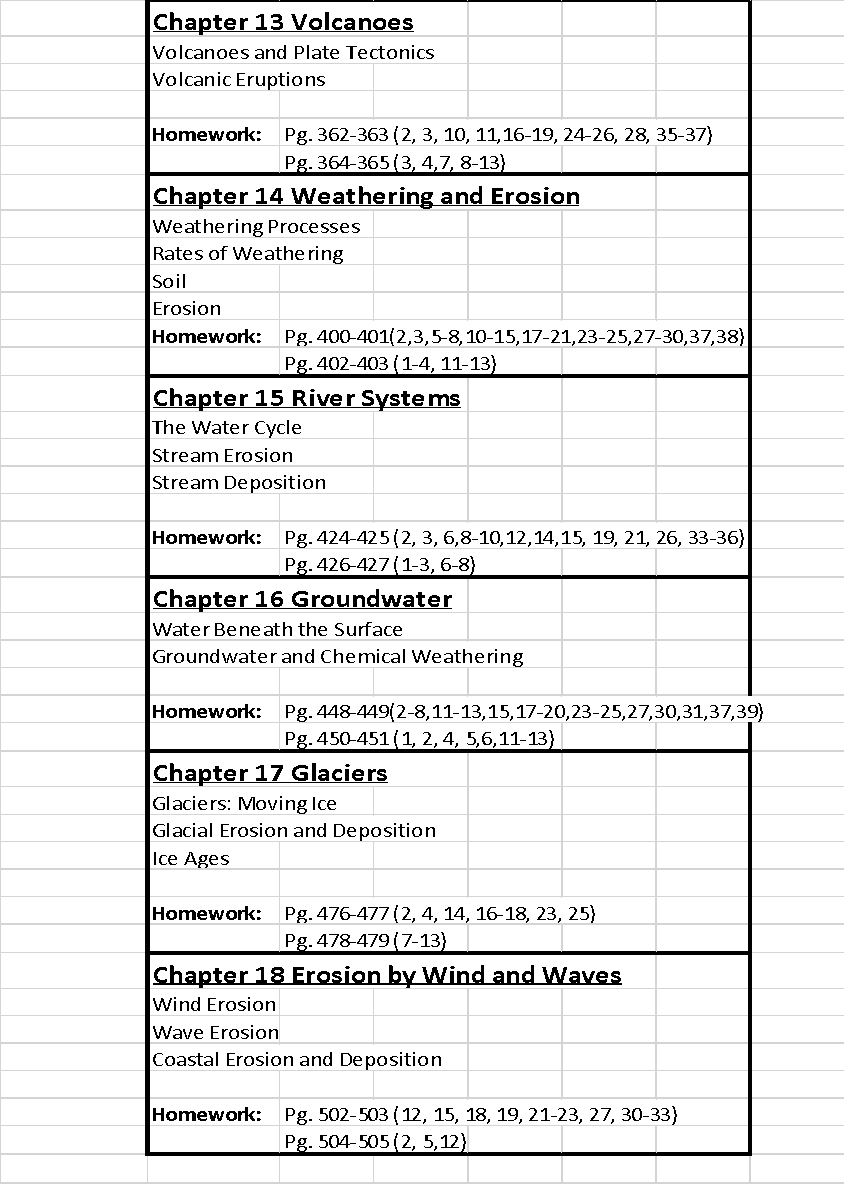 Chapter 13 Volcanoes
Volcanoes and Plate Tectonics
Volcanic Eruptions
Homework: Pg. 362-363 (2, 3, 10, 11,16-19, 24-26, 28, 35-37)
Pg. 364-365 (3, 4,7, 8-13)
Chapter 14 Weathering and Erosion
Weathering Processes
Rates of Weathering
Soil
Erosion
Homework: Pg. 400-401(2,3,5-8,10-15,17-21,23-25,27-30,37,38)
Pg. 402-403 (1-4, 11-13)
Chapter 15 River Systems
The Water Cycle
Stream Erosion
Stream Deposition
Homework: Pg. 424-425 (2, 3, 6,8-10,12,14,15, 19, 21, 26, 33-36)
Pg. 426-427 (1-3, 6-8)
Chapter 16 Groundwater
Water Beneath the Surface
Groundwater and Chemical Weathering
Homework: Pg. 448-449(2-8,11-13,15,17-20,23-25,27,30,31,37,39)
Pg. 450-451 (1, 2, 4, 5,6,11-13)
Chapter 17 Glaciers
Glaciers: Moving Ice
Glacial Erosion and Deposition
Ice Ages
Homework: Pg. 476-477 (2, 4, 14, 16-18, 23, 25)
Pg. 478-479 (7-13)
Chapter 18 Erosion by Wind and Waves
Wind Erosion
Wave Erosion
Coastal Erosion and Deposition
Homework: Pg. 502-503 (12, 15, 18, 19, 21-23, 27, 30-33)
Pg. 504-505 (2, 5,12)